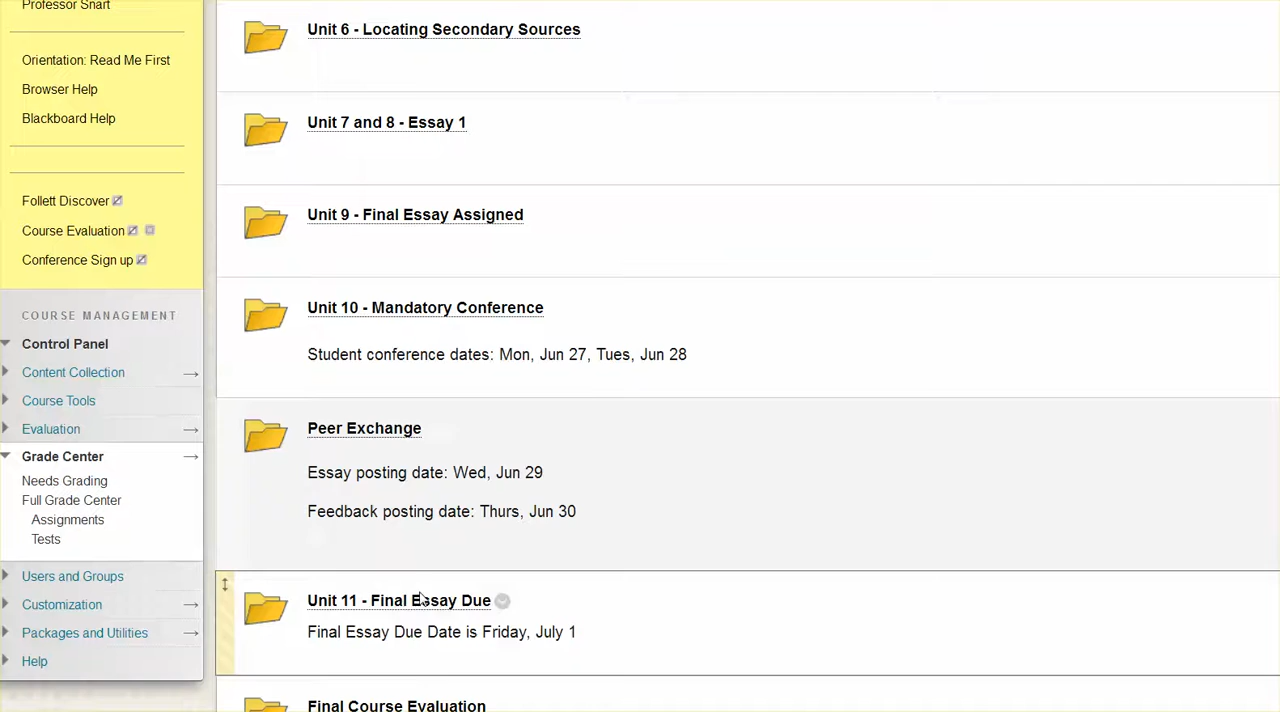 Professor Snart
Orientation: Read Me First
Browser Help
Blackboard Help
Follett Discover
Course Evaluation
Conference Sign up
COURSE MANAGEMENT
Control Panel
Content Collection
Course Tools
Evaluation
Grade Center
Needs Grading
Full Grade Center
Assignments
Tests
Users and Groups
Customization
Packages and Utilities
Help
Unit 6 - Locating Secondary Sources
Unit 7 and 8 - Essay 1
Unit 9 - Final Essay Assigned
Unit 10 - Mandatory Conference
Student conference dates: Mon, Jun 27, Tues, Jun 28
Peer Exchange
Essay posting date: Wed, Jun 29
Feedback posting date: Thurs, Jun 30
Unit 11 - Final Essay Due
Final Essay Due Date is Friday, July 1
Final Course Evaluation